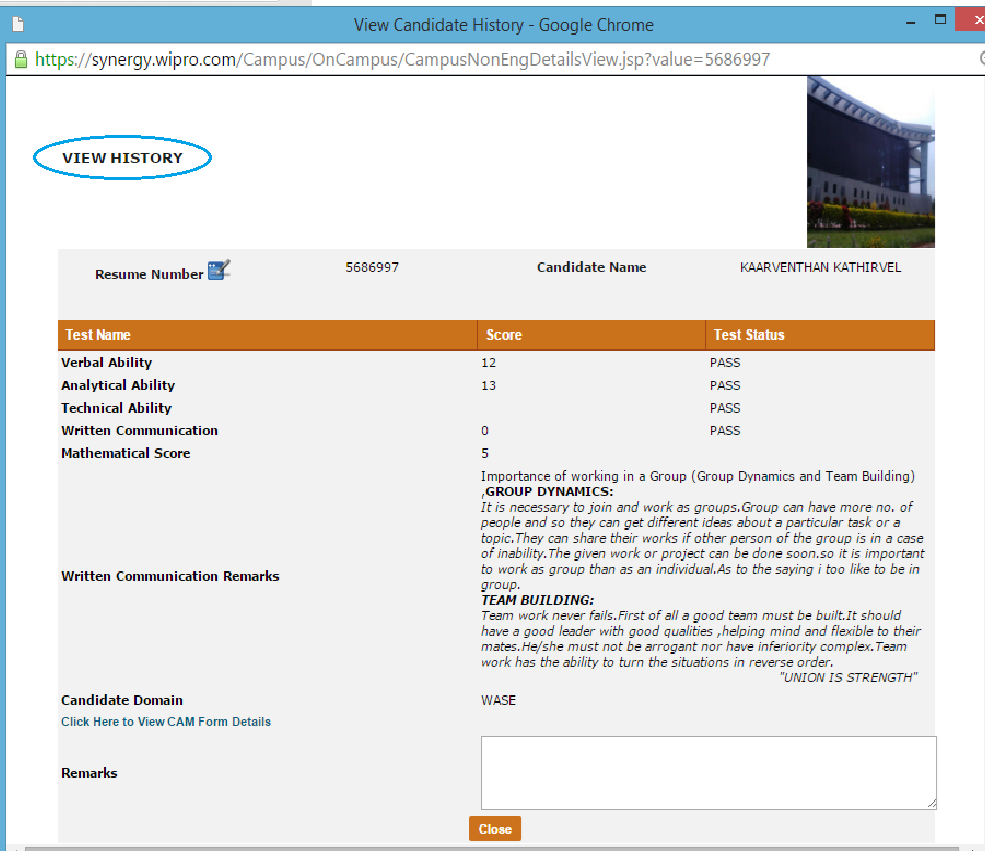 View Candidate History - Google Chrome
https://synergy.wipro.com/Campus/OnCampus/CampusNonEngDetailsView.jsp?value=5686997
VIEW HISTORY
Resume Number 5686997 Candidate Name KAARVENTHAN KATHIRVEL
Test Name Score Test Status
Verbal Ability 12 PASS
Analytical Ability 13 PASS
Technical Ability PASS
Written Communication 0 PASS
Mathematical Score 5
Written Communication Remarks
Importance of working in a Group (Group Dynamics and Team Building)
,GROUP DYNAMICS:
It is necessary to join and work as groups.Group can have more no. of
people and so they can get different ideas about a particular task or a
topic.They can share their works if other person of the group is in a case
of inability.The given work or project can be done soon.so it is important
to work as group than as an individual.As to the saying i too like to be in
group.
TEAM BUILDING:
Team work never fails.First of all a good team must be built.It should
have a good leader with good qualities ,helping mind and flexible to their
mates.He/she must not be arrogant nor have inferiority complex.Team
work has the ability to turn the situations in reverse order.
"UNION IS STRENGTH"
Candidate Domain WASE
Click Here to View CAM Form Details
Remarks
Close